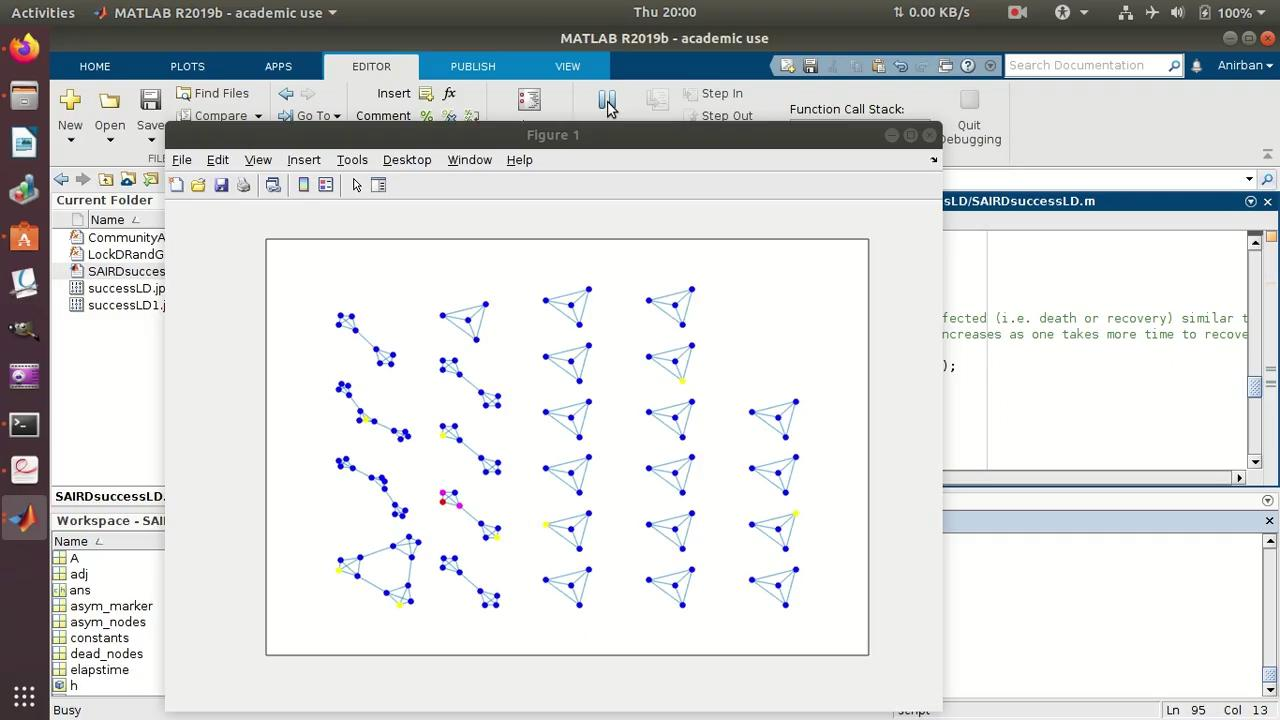 Activities MATLAB R2019b - academic use Thu 20:00 0.00 KB/s 100%
MATLAB R2019b - academic use
HOME PLOTS APPS EDITOR PUBLISH VIEW Search Documentation Anirban
New Open Save Find Files Compare Go To Insert fx Comment Step In Step Out Function Call Stack: Quit Debugging
Figure 1
File Edit View Insert Tools Desktop Window Help
Current Folder
Name
CommunityA
LockDRandG
SAIRDsucces
successLD.jp
successLD1.j
sLD/SAIRDsuccessLD.m
fected (i.e. death or recovery) similar t
ncreases as one takes more time to recove
);
SAIRDsuccessLD.
Workspace - SAI
Name
A
adj
ans
asym_marker
asym_nodes
constants
dead_nodes
elapstime
h
Busy
script
Ln 95 Col 13